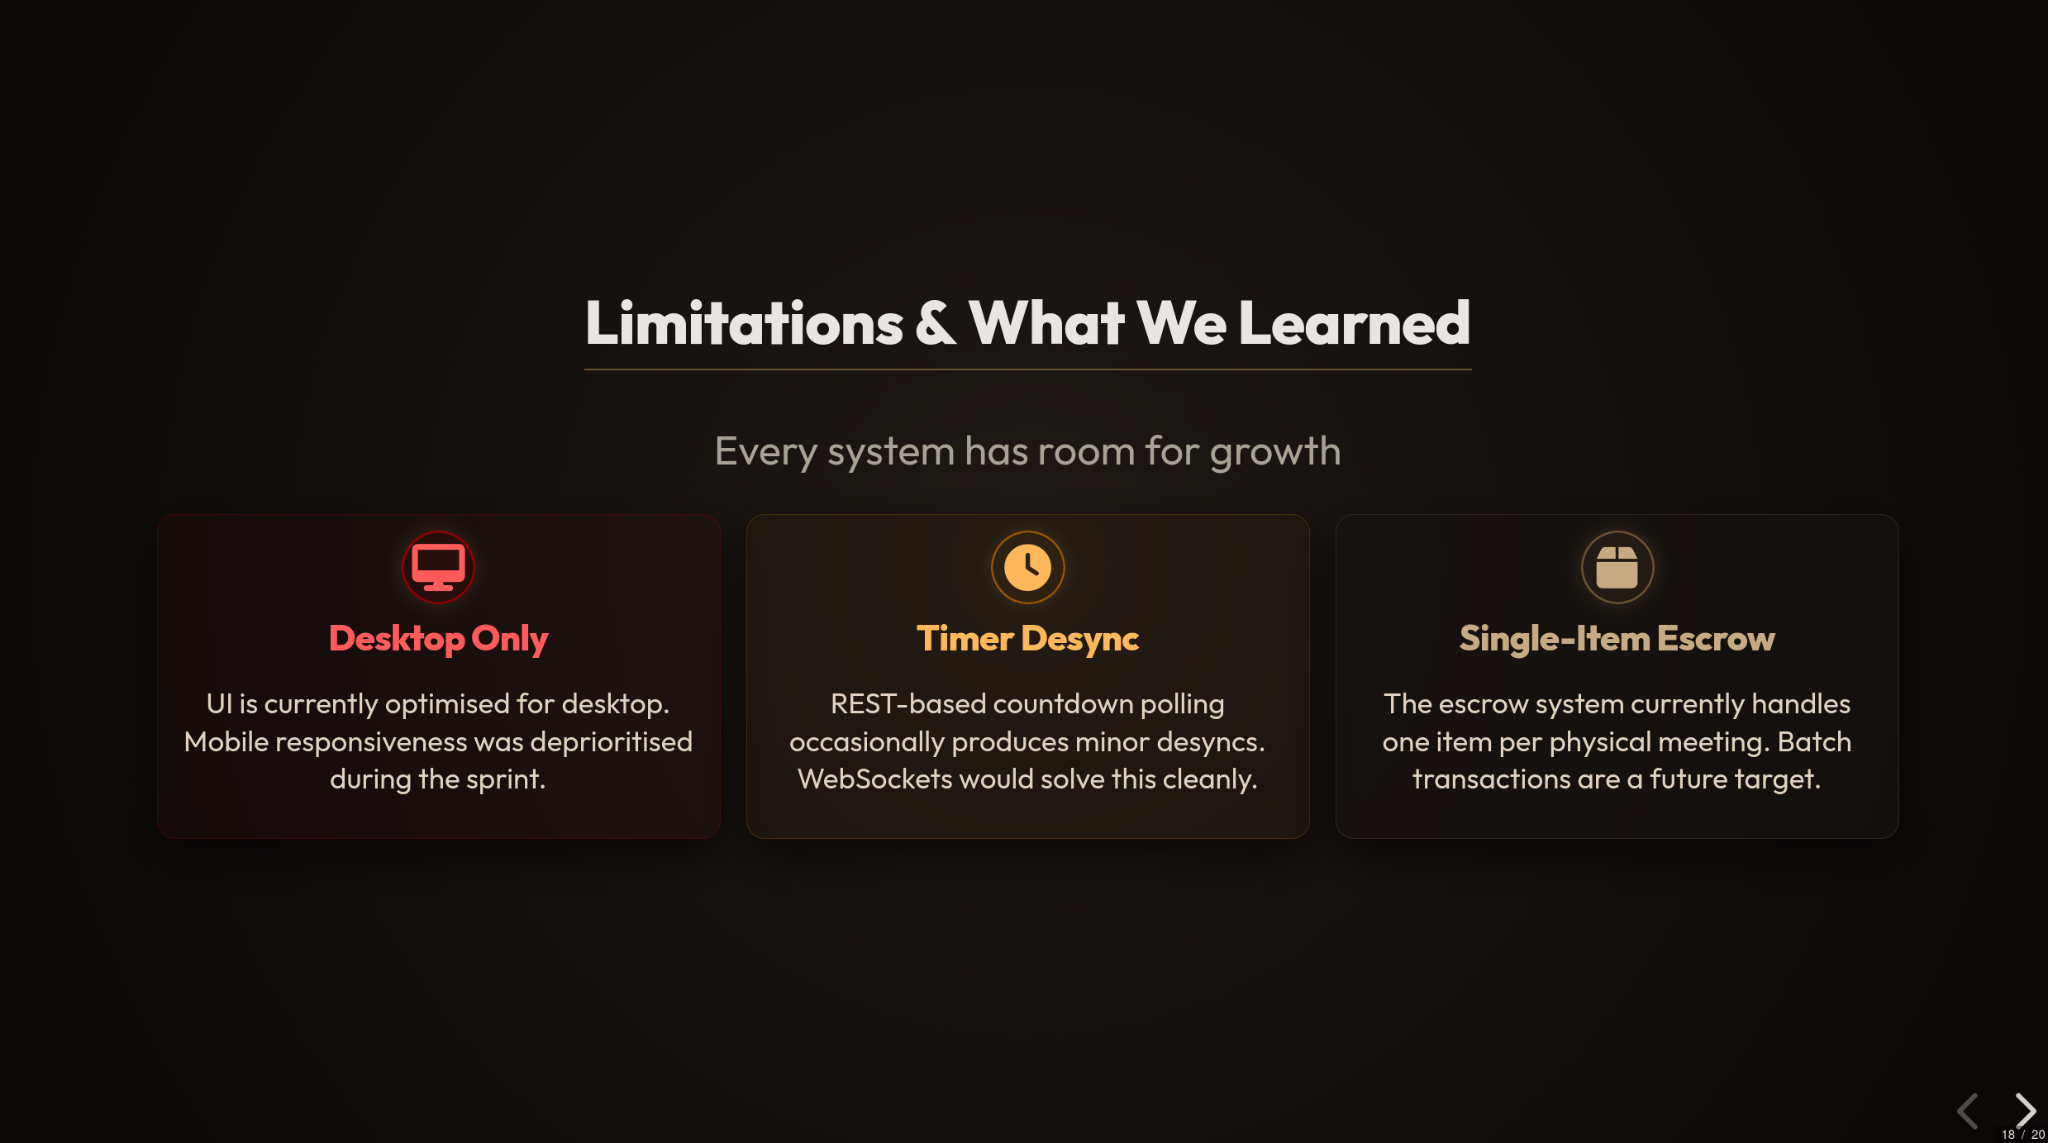 Limitations & What We Learned
Every system has room for growth
Desktop Only
UI is currently optimised for desktop.
Mobile responsiveness was deprioritised
during the sprint.
Timer Desync
REST-based countdown polling
occasionally produces minor desyncs.
WebSockets would solve this cleanly.
Single-Item Escrow
The escrow system currently handles
one item per physical meeting. Batch
transactions are a future target.
18 / 20